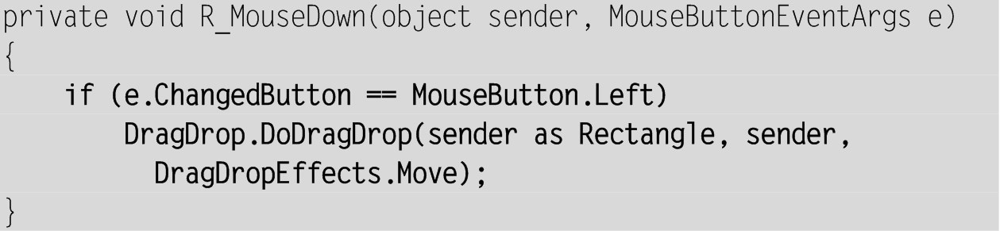 private void R_MouseDown(object sender, MouseButtonEventArgs e)
{
    if (e.ChangedButton == MouseButton.Left)
        DragDrop.DoDragDrop(sender as Rectangle, sender,
          DragDropEffects.Move);
}